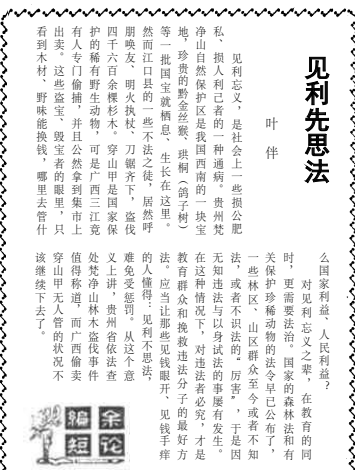 见利先思法
叶 伴
见利忘义，是社会上一些损公肥
私、损人利己者的一种通病。贵州梵
净山自然保护区是我国西南的一块宝
地，珍贵的黔金丝猴、珙桐（鸽子树）
等一批国宝就栖息、生长在这里。
然而江口县的一些不法之徒，居然呼
朋唤友、明火执杖、刀锯齐下，盗伐
四千六百余棵杉木。穿山甲是国家保
护的稀有野生动物，可是广西三江竟
有人专门偷捕，并且公然拿到集市上
出卖。这些盗宝、毁宝者的眼里，只
看到木材、野味能换钱，哪里去管什
么国家利益、人民利益？
对见利忘义之辈，在教育的同
时，更需要法治。国家的森林法和有
关保护珍稀动物的法令早已公布了，
一些林区、山区群众至今或者不知
法，或者不识法的“厉害”，于是因
无知违法与以身试法的事屡有发生。
在这种情况下，对违法者必究，才是
教育群众和挽救违法分子的最好方
法。应当让那些见钱眼开、见钱手痒
的人懂得：见利不思法，
难免受惩罚。从这个意
义上讲，贵州省依法查
处梵净山林木盗伐事件
值得称道，而广西偷卖
穿山甲无人管的状况不
该继续下去了。
编余
短论